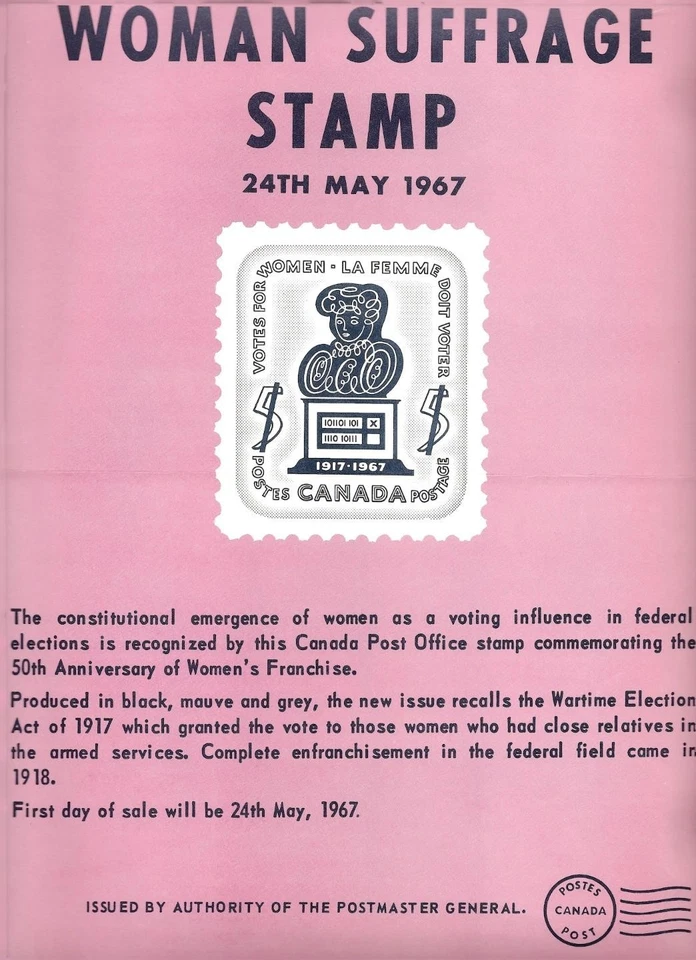 WOMAN SUFFRAGE
STAMP
24TH MAY 1967
VOTES FOR WOMEN · LA FEMME DOIT VOTER
1011O1 1O1 X
111O 1O111
1917·1967
POSTES CANADA POSTAGE
5 5
The constitutional emergence of women as a voting influence in federal
elections is recognized by this Canada Post Office stamp commemorating the
50th Anniversary of Women's Franchise.
Produced in black, mauve and grey, the new issue recalls the Wartime Election
Act of 1917 which granted the vote to those women who had close relatives in
the armed services. Complete enfranchisement in the federal field came in
1918.
First day of sale will be 24th May, 1967.
ISSUED BY AUTHORITY OF THE POSTMASTER GENERAL.
POSTES
CANADA
POST